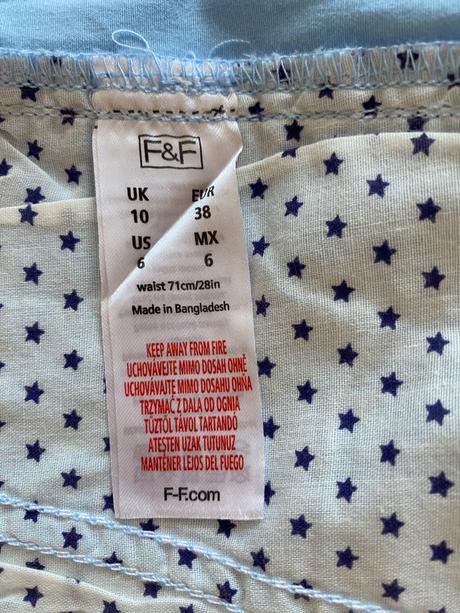 F&F
UK EUR
10 38
US MX
6 6
waist 71cm/28in
Made in Bangladesh
KEEP AWAY FROM FIRE
UCHOVÁVEJTE MIMO DOSAH OHNĚ
UCHOVÁVAJTE MIMO DOSAHU OHŇA
TRZYMAĆ Z DALA OD OGNIA
TŰZTŐL TÁVOL TARTANDÓ
ATEŞTEN UZAK TUTUNUZ
MANTENER LEJOS DEL FUEGO
F-F.com